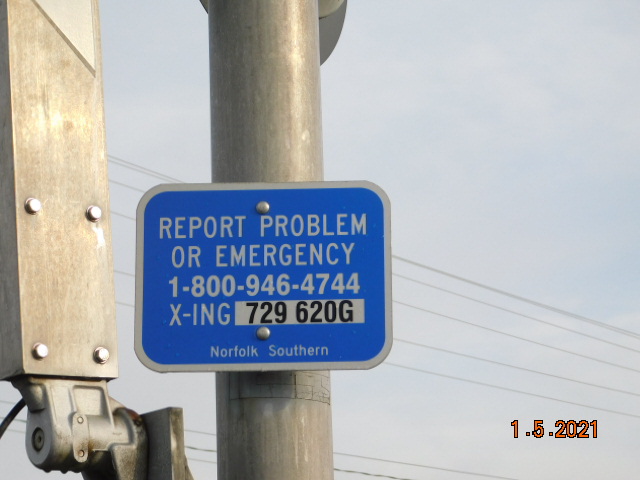 REPORT PROBLEM
OR EMERGENCY
1-800-946-4744
X-ING 729 620G
Norfolk Southern
1.5.2021